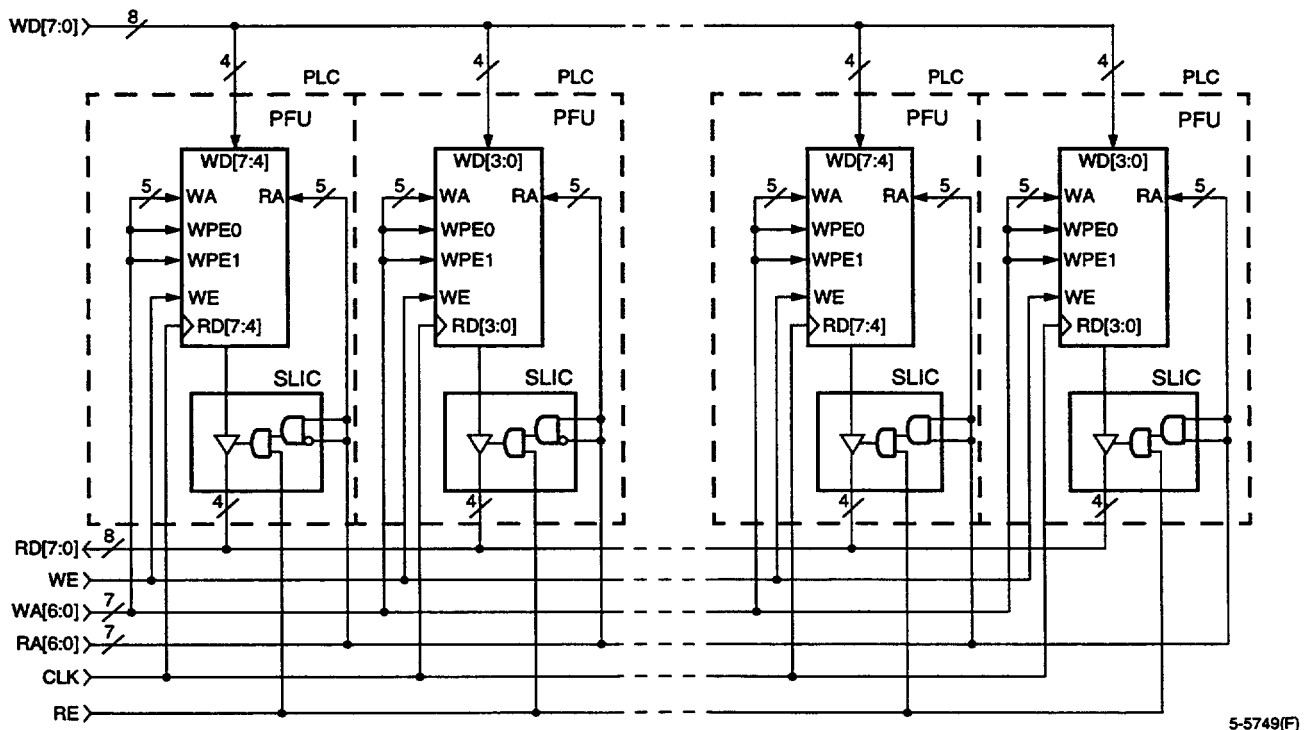 WD[7:0] 8
4 4 4 4
PLC PLC PLC PLC
PFU PFU PFU PFU
WD[7:4] WD[3:0] WD[7:4] WD[3:0]
5 WA RA 5 5 WA RA 5 5 WA RA 5 5 WA RA 5
WPE0 WPE0 WPE0 WPE0
WPE1 WPE1 WPE1 WPE1
WE WE WE WE
RD[7:4] RD[3:0] RD[7:4] RD[3:0]
SLIC SLIC SLIC SLIC
4 4 4 4
RD[7:0] 8
WE
WA[6:0] 7
RA[6:0] 7
CLK
RE
5-5749(F)